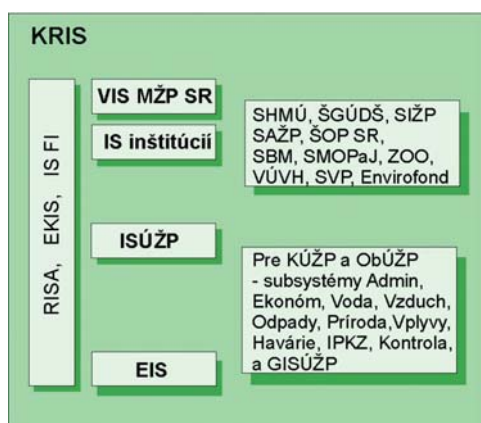 KRIS
RISA, EKIS, IS FI
VIS MŽP SR
IS inštitúcií
SHMÚ, ŠGÚDŠ, SIŽP
SAŽP, ŠOP SR,
SBM, SMOPaJ, ZOO,
VÚVH, SVP, Envirofond
ISÚŽP
Pre KÚŽP a ObÚŽP
- subsystémy Admin,
Ekonóm, Voda, Vzduch,
Odpady, Príroda,Vplyvy,
Havárie, IPKZ, Kontrola,
a GISÚŽP
EIS